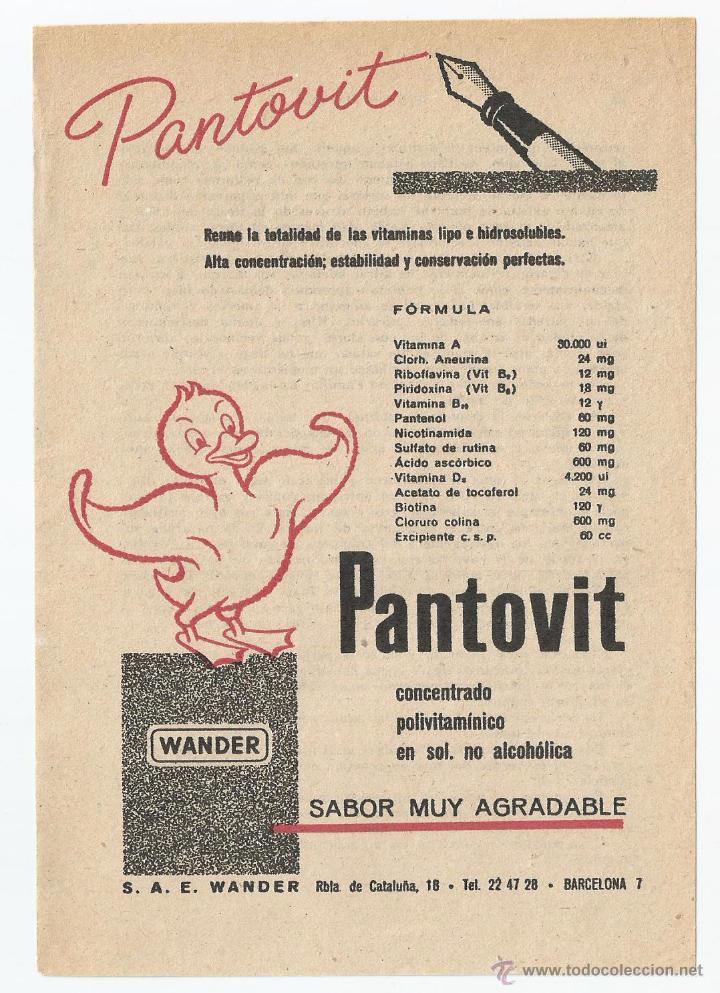 Pantovit
Reune la totalidad de las vitaminas lipo e hidrosolubles.
Alta concentración; estabilidad y conservación perfectas.
FÓRMULA
Vitamina A 30.000 ui
Clorh. Aneurina 24 mg
Riboflavina (Vit B₂) 12 mg
Piridoxina (Vit B₆) 18 mg
Vitamina B₁₂ 12 γ
Pantenol 60 mg
Nicotinamida 120 mg
Sulfato de rutina 60 mg
Ácido ascórbico 600 mg
Vitamina D₂ 4.200 ui
Acetato de tocoferol 24 mg
Biotina 120 γ
Cloruro colina 600 mg
Excipiente c. s. p. 60 cc
Pantovit
concentrado
polivitamínico
en sol. no alcohólica
WANDER
SABOR MUY AGRADABLE
S. A. E. WANDER Rbla. de Cataluña, 18 • Tel. 22 47 28 • BARCELONA 7
www.todocoleccion.net